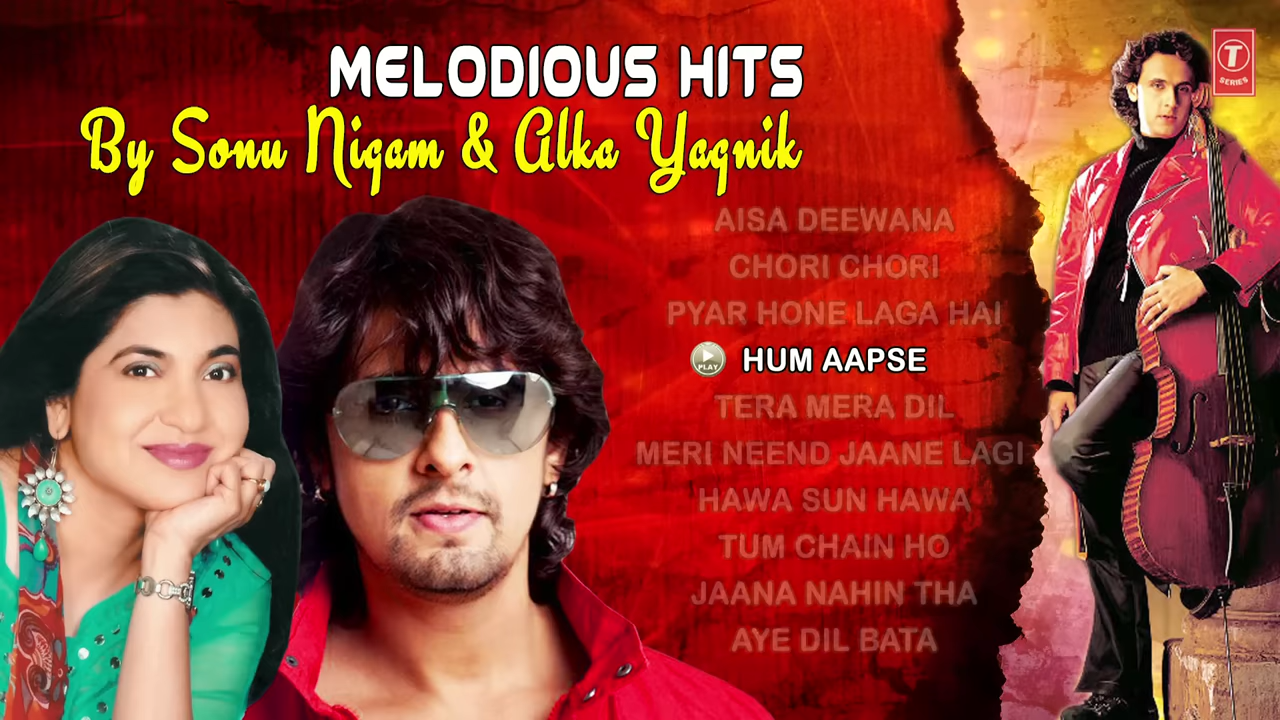 MELODIOUS HITS
By Sonu Nigam & Alka Yagnik
T
SERIES
AISA DEEWANA
CHORI CHORI
PYAR HONE LAGA HAI
PLAY
HUM AAPSE
TERA MERA DIL
MERI NEEND JAANE LAGI
HAWA SUN HAWA
TUM CHAIN HO
JAANA NAHIN THA
AYE DIL BATA